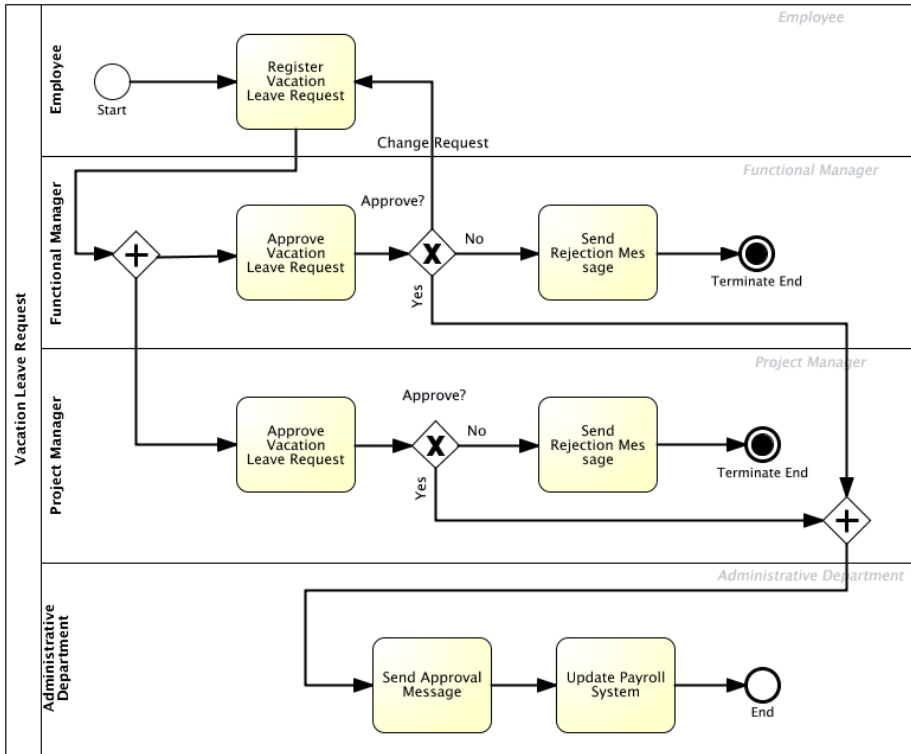 Vacation Leave Request
Employee
Employee
Start
Register
Vacation
Leave Request
Change Request
Functional Manager
Functional Manager
Approve
Vacation
Leave Request
Approve?
No
Yes
Send
Rejection Mes
sage
Terminate End
Project Manager
Project Manager
Approve
Vacation
Leave Request
Approve?
No
Yes
Send
Rejection Mes
sage
Terminate End
Administrative
Department
Administrative Department
Send Approval
Message
Update Payroll
System
End